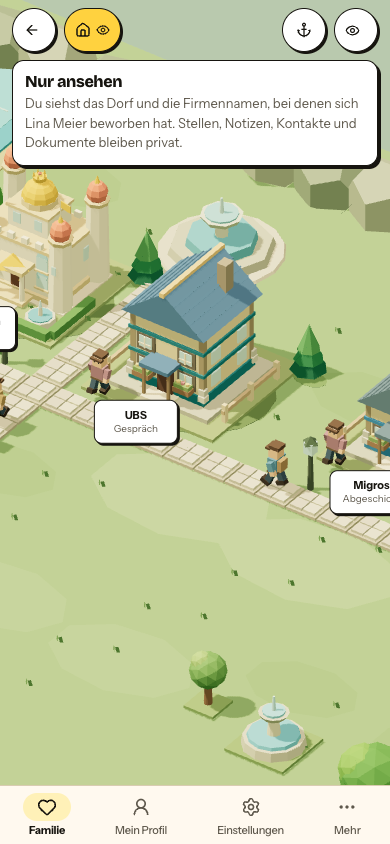 Nur ansehen
Du siehst das Dorf und die Firmennamen, bei denen sich
Lina Meier beworben hat. Stellen, Notizen, Kontakte und
Dokumente bleiben privat.
UBS
Gespräch
Migros
Familie
Mein Profil
Einstellungen
Mehr